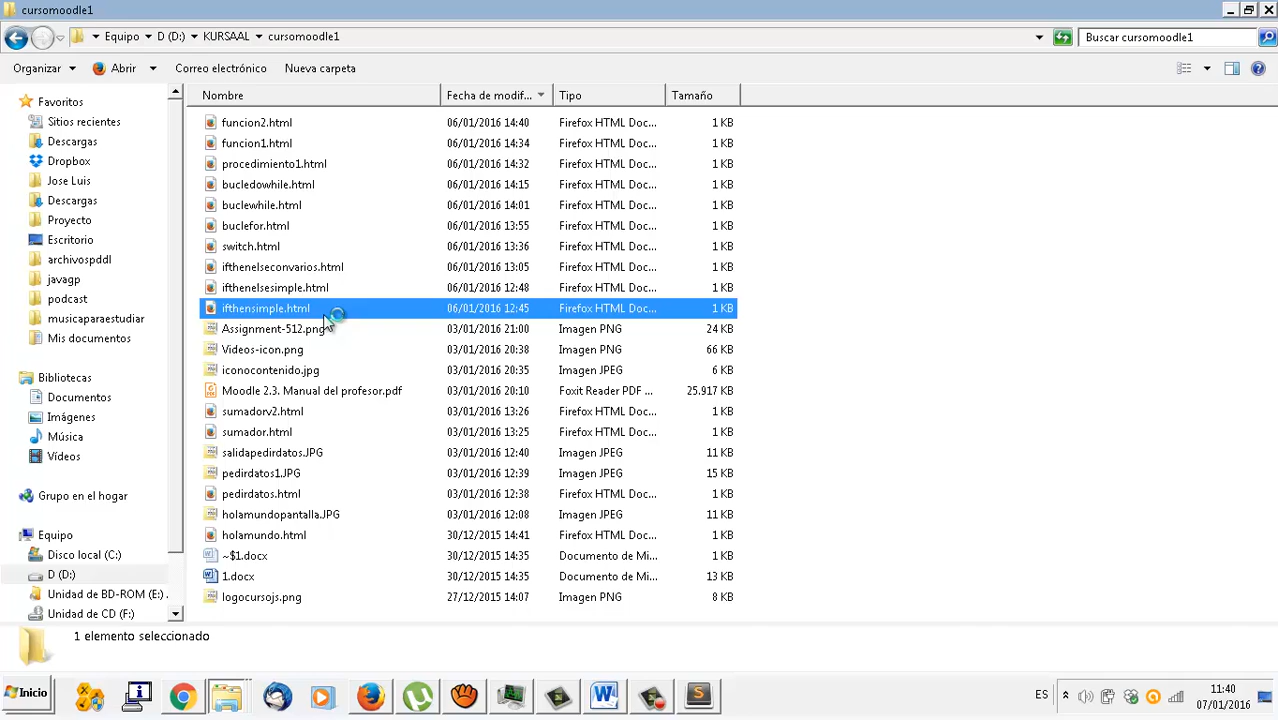 cursomoodle1
Equipo D (D:) KURSAAL cursomoodle1 Buscar cursomoodle1
Organizar Abrir Correo electrónico Nueva carpeta
Nombre Fecha de modif... Tipo Tamaño
Favoritos
Sitios recientes
Descargas
Dropbox
Jose Luis
Descargas
Proyecto
Escritorio
archivospddl
javagp
podcast
musicaparaestudiar
Mis documentos
Bibliotecas
Documentos
Imágenes
Música
Vídeos
Grupo en el hogar
Equipo
Disco local (C:)
D (D:)
Unidad de BD-ROM (E:) .
Unidad de CD (F:)
funcion2.html 06/01/2016 14:40 Firefox HTML Doc... 1 KB
funcion1.html 06/01/2016 14:34 Firefox HTML Doc... 1 KB
procedimiento1.html 06/01/2016 14:32 Firefox HTML Doc... 1 KB
bucledowhile.html 06/01/2016 14:15 Firefox HTML Doc... 1 KB
buclewhile.html 06/01/2016 14:01 Firefox HTML Doc... 1 KB
buclefor.html 06/01/2016 13:55 Firefox HTML Doc... 1 KB
switch.html 06/01/2016 13:36 Firefox HTML Doc... 1 KB
ifthenelseconvarios.html 06/01/2016 13:05 Firefox HTML Doc... 1 KB
ifthenelsesimple.html 06/01/2016 12:48 Firefox HTML Doc... 1 KB
ifthensimple.html 06/01/2016 12:45 Firefox HTML Doc... 1 KB
Assignment-512.png 03/01/2016 21:00 Imagen PNG 24 KB
Videos-icon.png 03/01/2016 20:38 Imagen PNG 66 KB
iconocontenido.jpg 03/01/2016 20:35 Imagen JPEG 6 KB
Moodle 2.3. Manual del profesor.pdf 03/01/2016 20:10 Foxit Reader PDF ... 25.917 KB
sumadorv2.html 03/01/2016 13:26 Firefox HTML Doc... 1 KB
sumador.html 03/01/2016 13:25 Firefox HTML Doc... 1 KB
salidapedirdatos.JPG 03/01/2016 12:40 Imagen JPEG 11 KB
pedirdatos1.JPG 03/01/2016 12:39 Imagen JPEG 15 KB
pedirdatos.html 03/01/2016 12:38 Firefox HTML Doc... 1 KB
holamundopantalla.JPG 03/01/2016 12:08 Imagen JPEG 11 KB
holamundo.html 30/12/2015 14:41 Firefox HTML Doc... 1 KB
~$1.docx 30/12/2015 14:35 Documento de Mi... 1 KB
1.docx 30/12/2015 14:35 Documento de Mi... 13 KB
logocursojs.png 27/12/2015 14:07 Imagen PNG 8 KB
1 elemento seleccionado
Inicio ES 11:40
07/01/2016